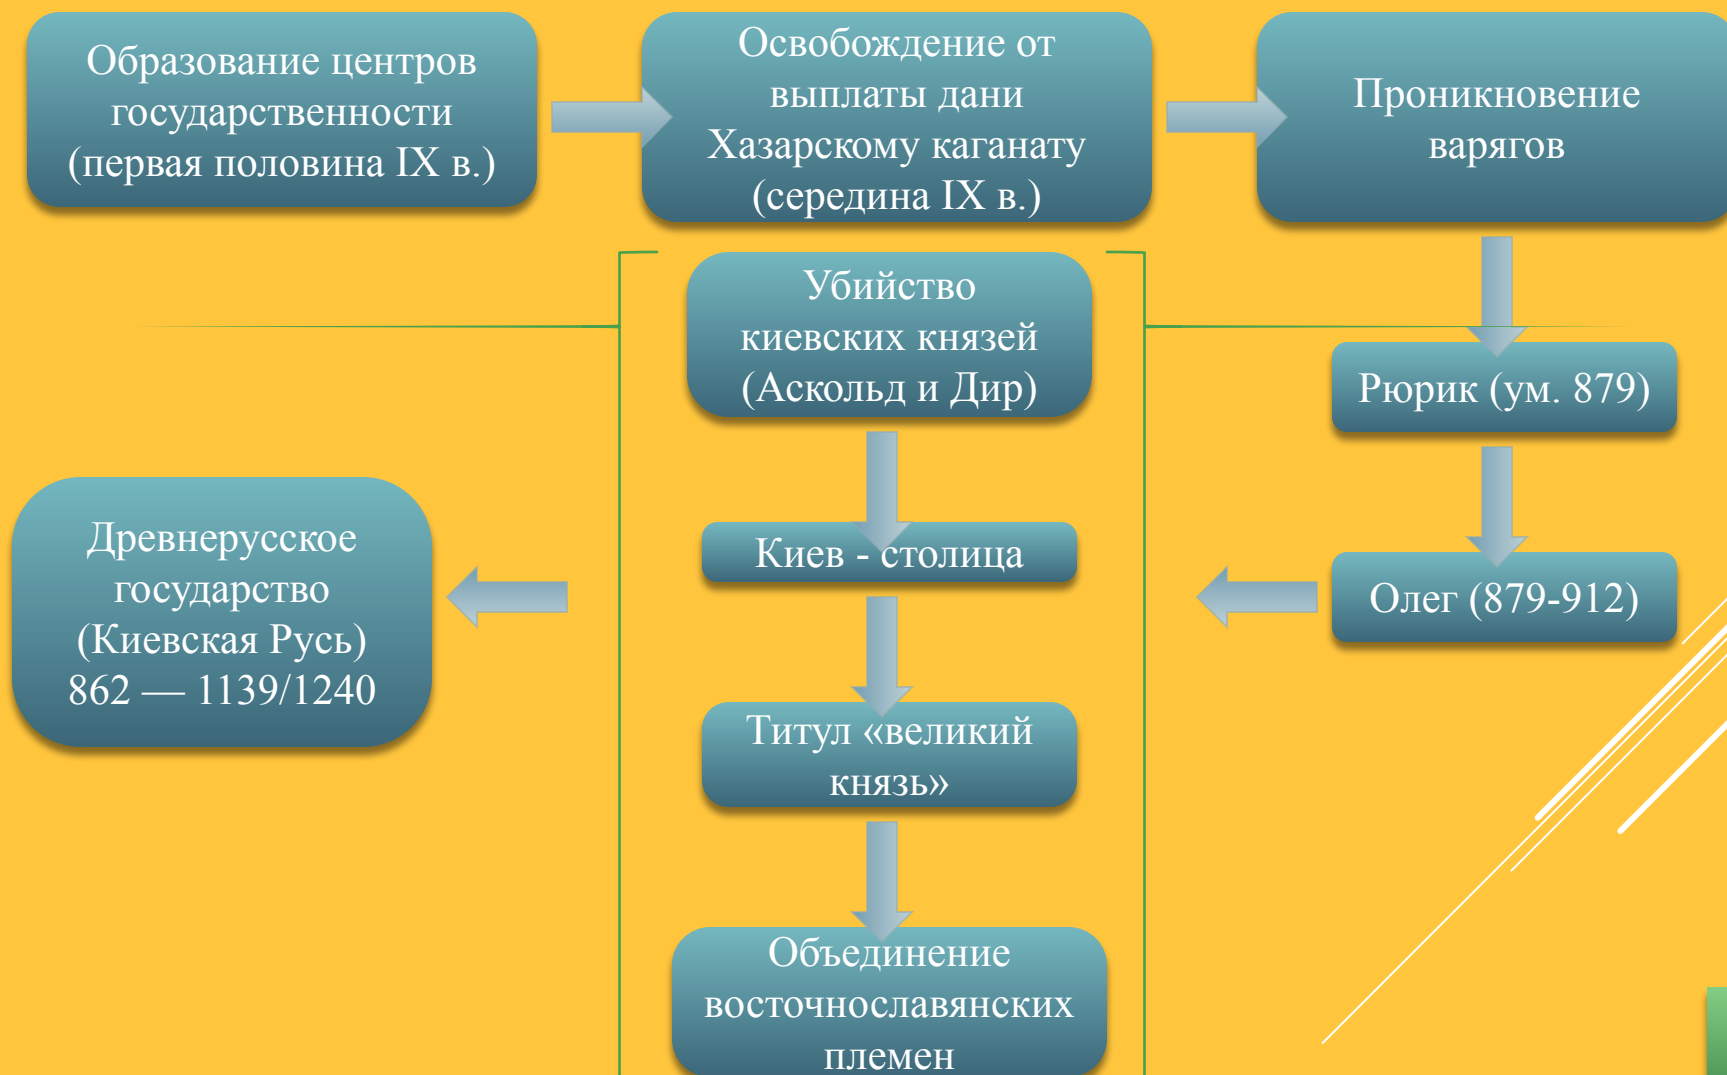 Образование центров
государственности
(первая половина IX в.)
Освобождение от
выплаты дани
Хазарскому каганату
(середина IX в.)
Проникновение
варягов
Рюрик (ум. 879)
Олег (879-912)
Убийство
киевских князей
(Аскольд и Дир)
Киев - столица
Титул «великий
князь»
Объединение
восточнославянских
племен
Древнерусское
государство
(Киевская Русь)
862 — 1139/1240